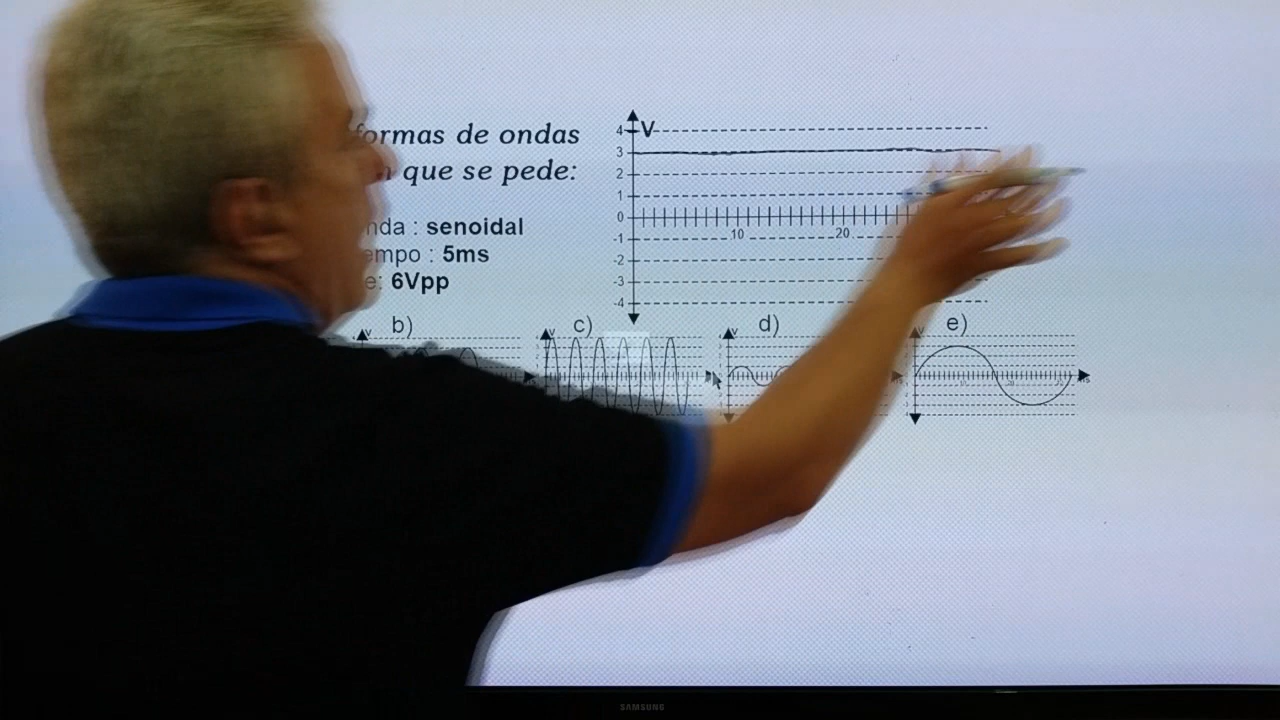 formas de ondas
que se pede:
nda : senoidal
empo : 5ms
e: 6Vpp
V
4
3
2
1
0
-1
-2
-3
-4
10 20
b) c) d) e)
V V V V
SAMSUNG